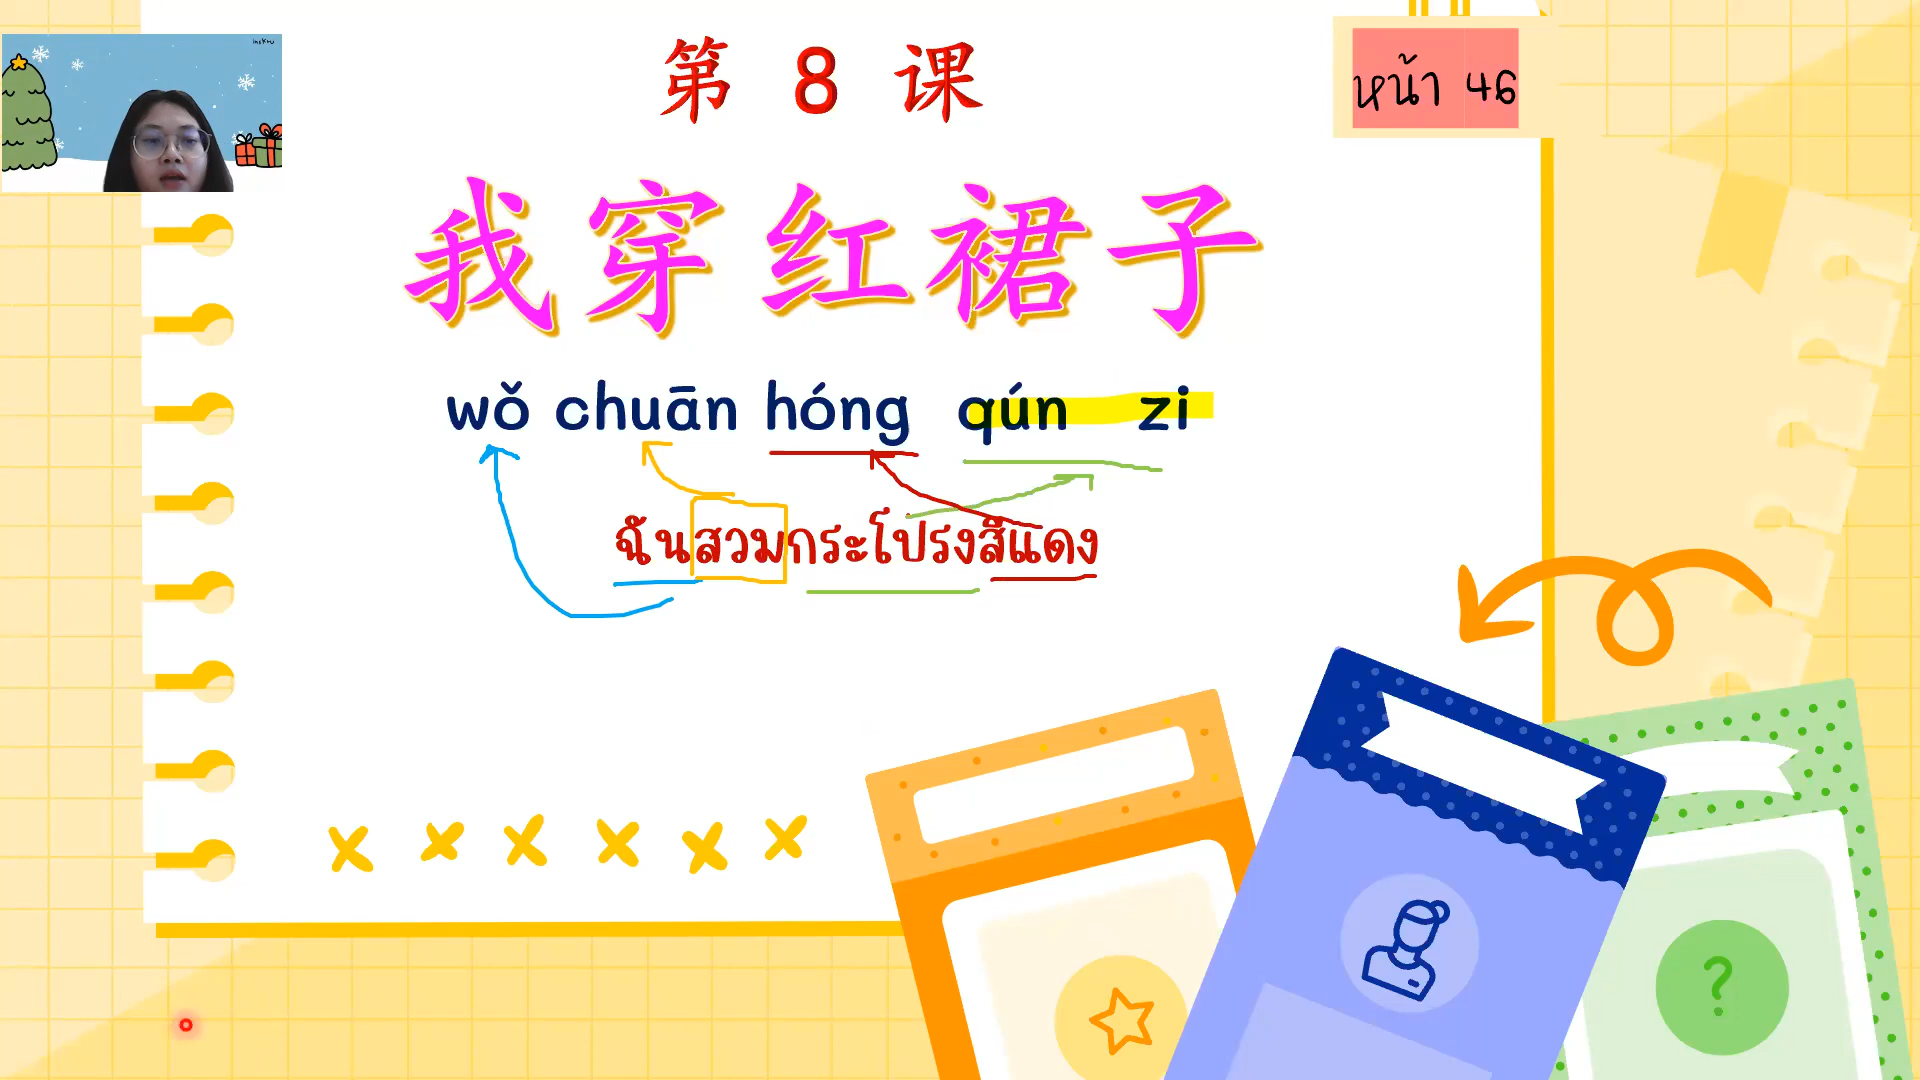 第 8 课
หน้า 46
我穿红裙子
wǒ chuān hóng qún zi
ฉันสวมกระโปรงสีแดง
?